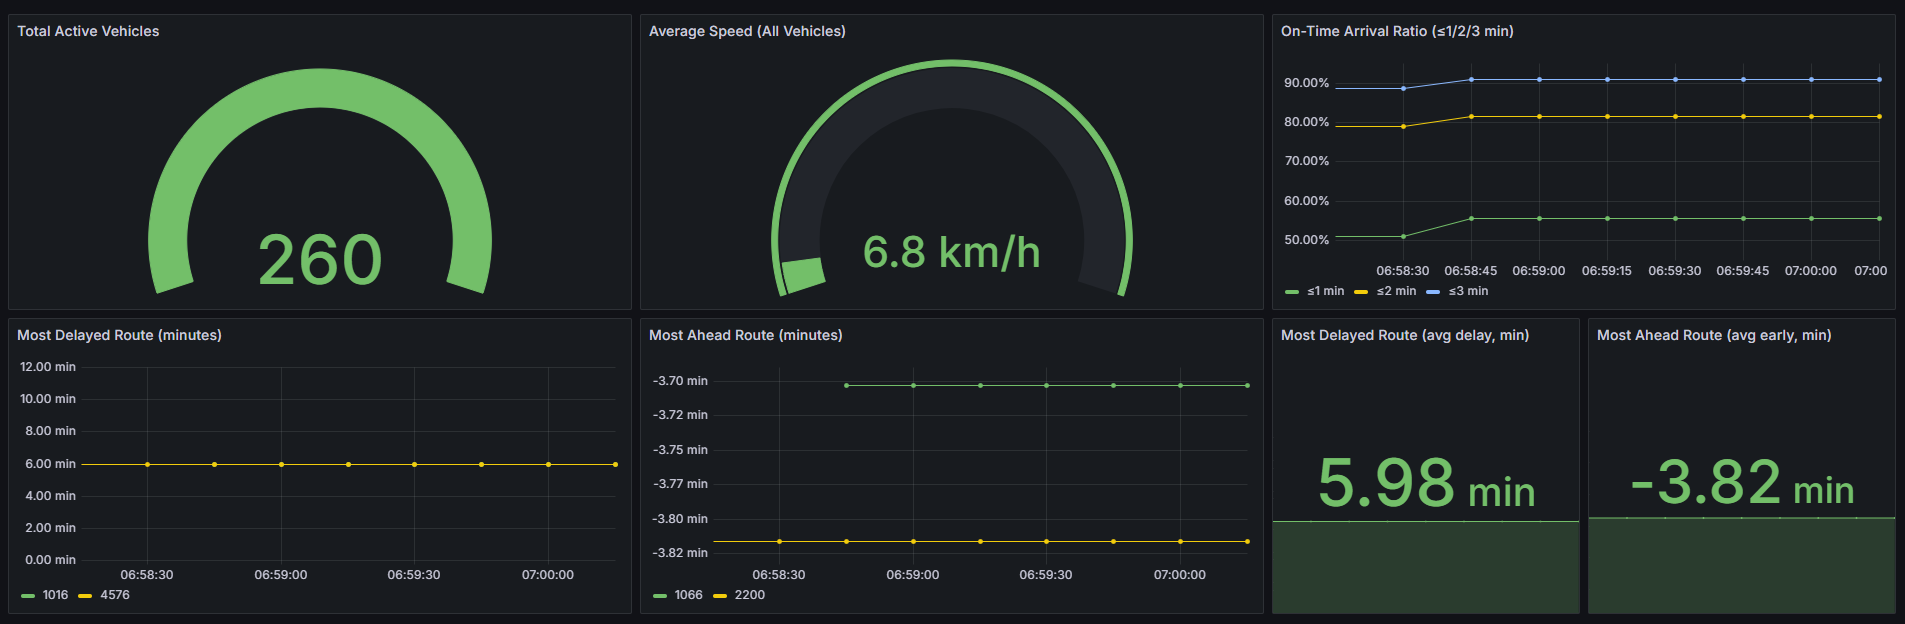 Total Active Vehicles
260
Average Speed (All Vehicles)
6.8 km/h
On-Time Arrival Ratio (≤1/2/3 min)
90.00%
80.00%
70.00%
60.00%
50.00%
06:58:30 06:58:45 06:59:00 06:59:15 06:59:30 06:59:45 07:00:00 07:00
≤1 min ≤2 min ≤3 min
Most Delayed Route (minutes)
12.00 min
10.00 min
8.00 min
6.00 min
4.00 min
2.00 min
0.00 min
06:58:30 06:59:00 06:59:30 07:00:00
1016 4576
Most Ahead Route (minutes)
-3.70 min
-3.72 min
-3.75 min
-3.77 min
-3.80 min
-3.82 min
06:58:30 06:59:00 06:59:30 07:00:00
1066 2200
Most Delayed Route (avg delay, min)
5.98 min
Most Ahead Route (avg early, min)
-3.82 min